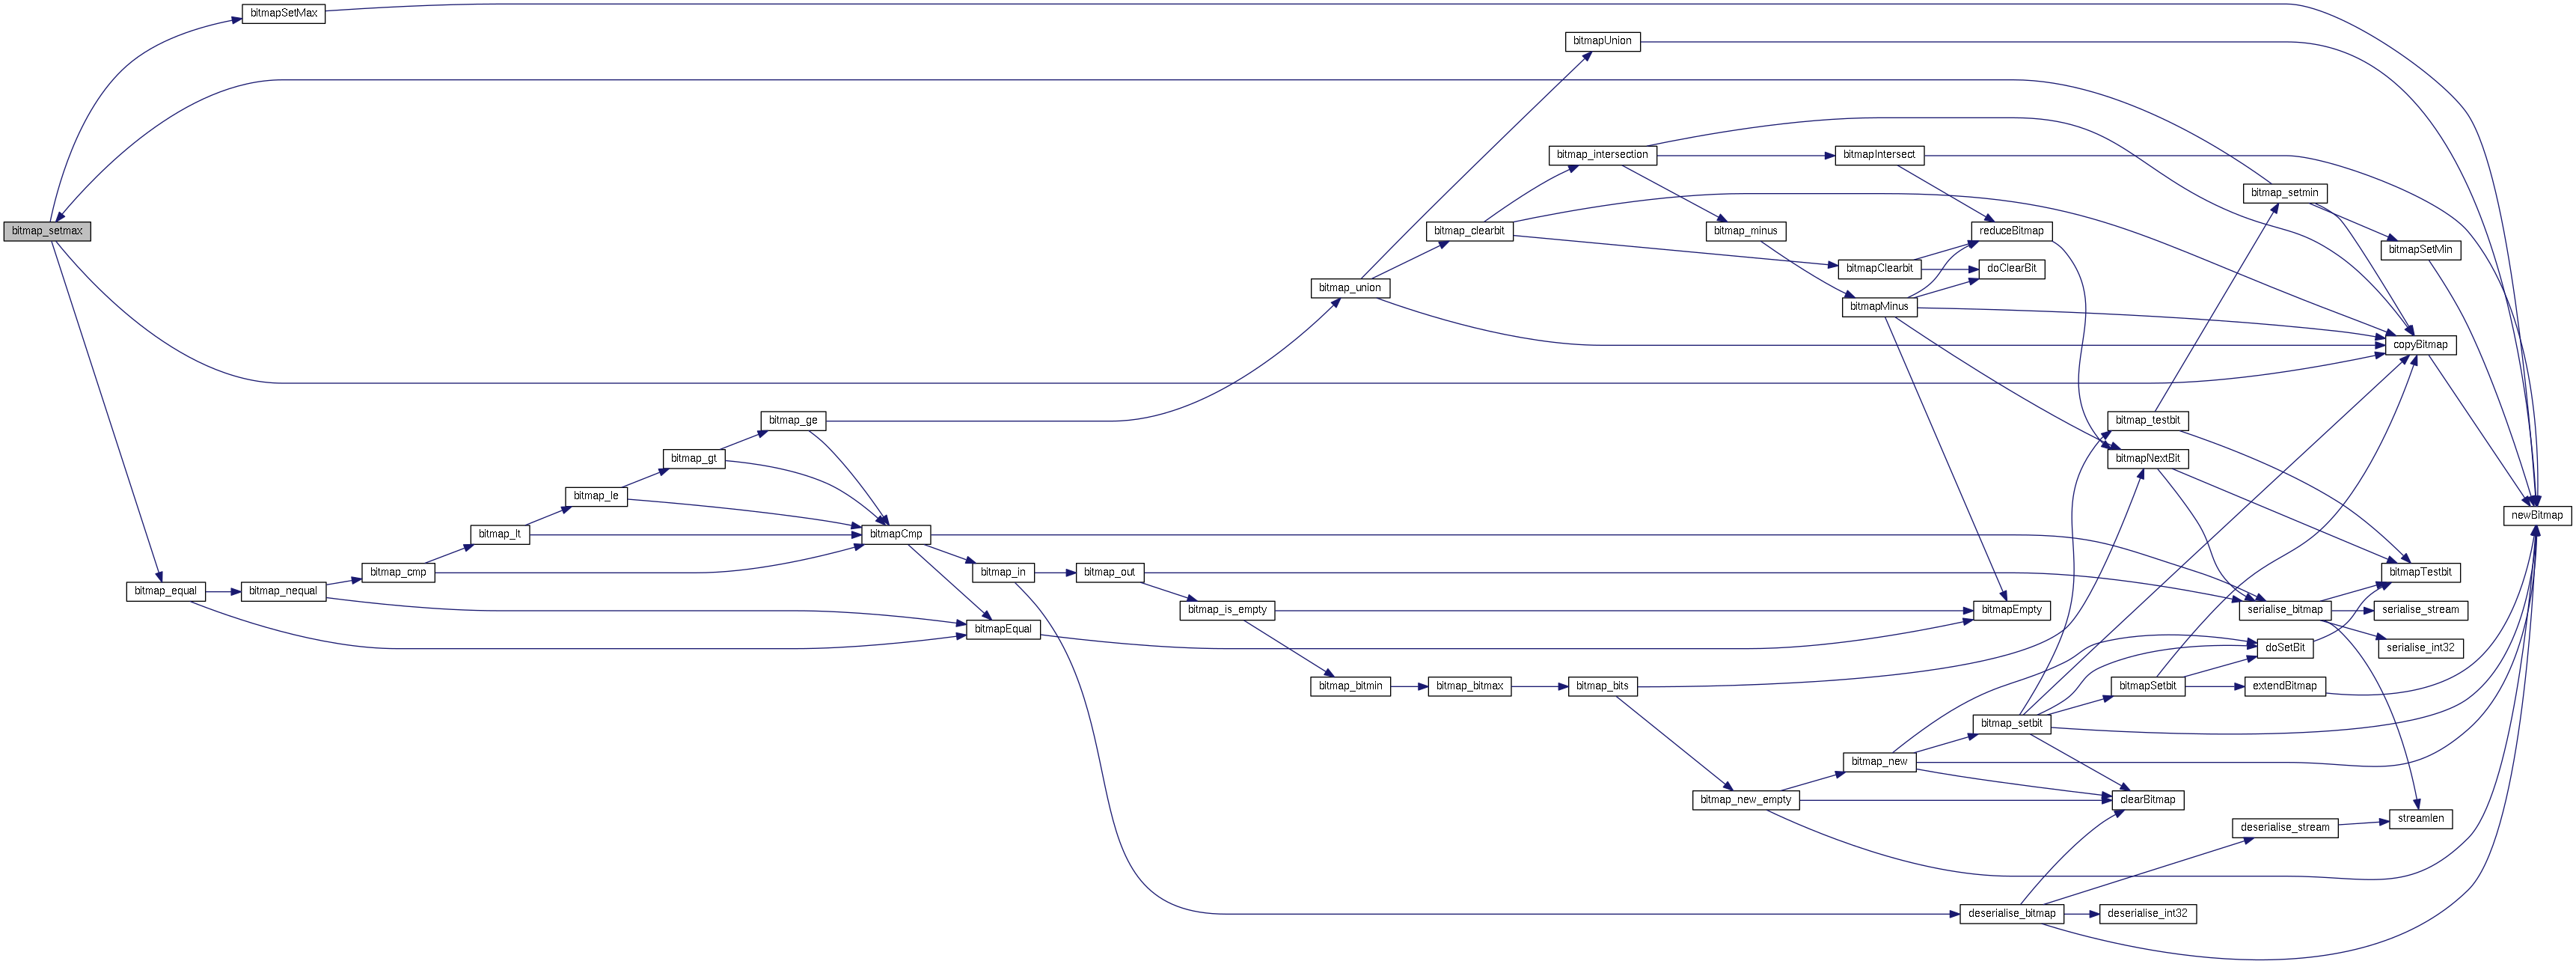 bitmapSetMax
bitmapUnion
bitmap_intersection
bitmapIntersect
bitmap_setmin
bitmap_setmax
bitmap_clearbit
bitmap_minus
reduceBitmap
bitmapSetMin
bitmapClearbit
doClearBit
bitmap_union
bitmapMinus
copyBitmap
bitmap_ge
bitmap_testbit
bitmap_gt
bitmapNextBit
bitmap_le
newBitmap
bitmap_lt
bitmapCmp
bitmap_cmp
bitmap_in
bitmap_out
bitmapTestbit
bitmap_equal
bitmap_nequal
bitmap_is_empty
bitmapEmpty
serialise_bitmap
serialise_stream
bitmapEqual
doSetBit
serialise_int32
bitmap_bitmin
bitmap_bitmax
bitmap_bits
bitmapSetbit
extendBitmap
bitmap_setbit
bitmap_new
bitmap_new_empty
clearBitmap
streamlen
deserialise_stream
deserialise_bitmap
deserialise_int32